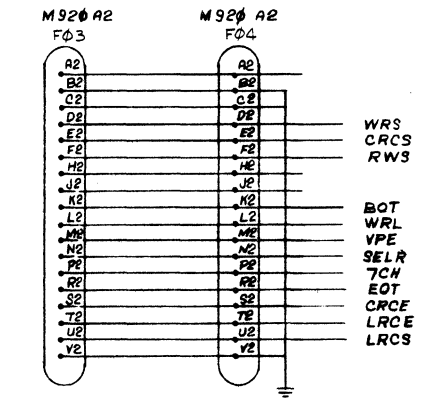 M920 A2 M920 A2
FØ3 FØ4
A2 A2
B2 B2
C2 C2
D2 D2 WRS
E2 E2 CRCS
F2 F2 RWS
H2 H2
J2 J2
K2 K2 BOT
L2 L2 WRL
M2 M2 VPE
N2 N2 SELR
P2 P2 7CH
R2 R2 EOT
S2 S2 CRCE
T2 T2 LRCE
U2 U2 LRCS
V2 V2